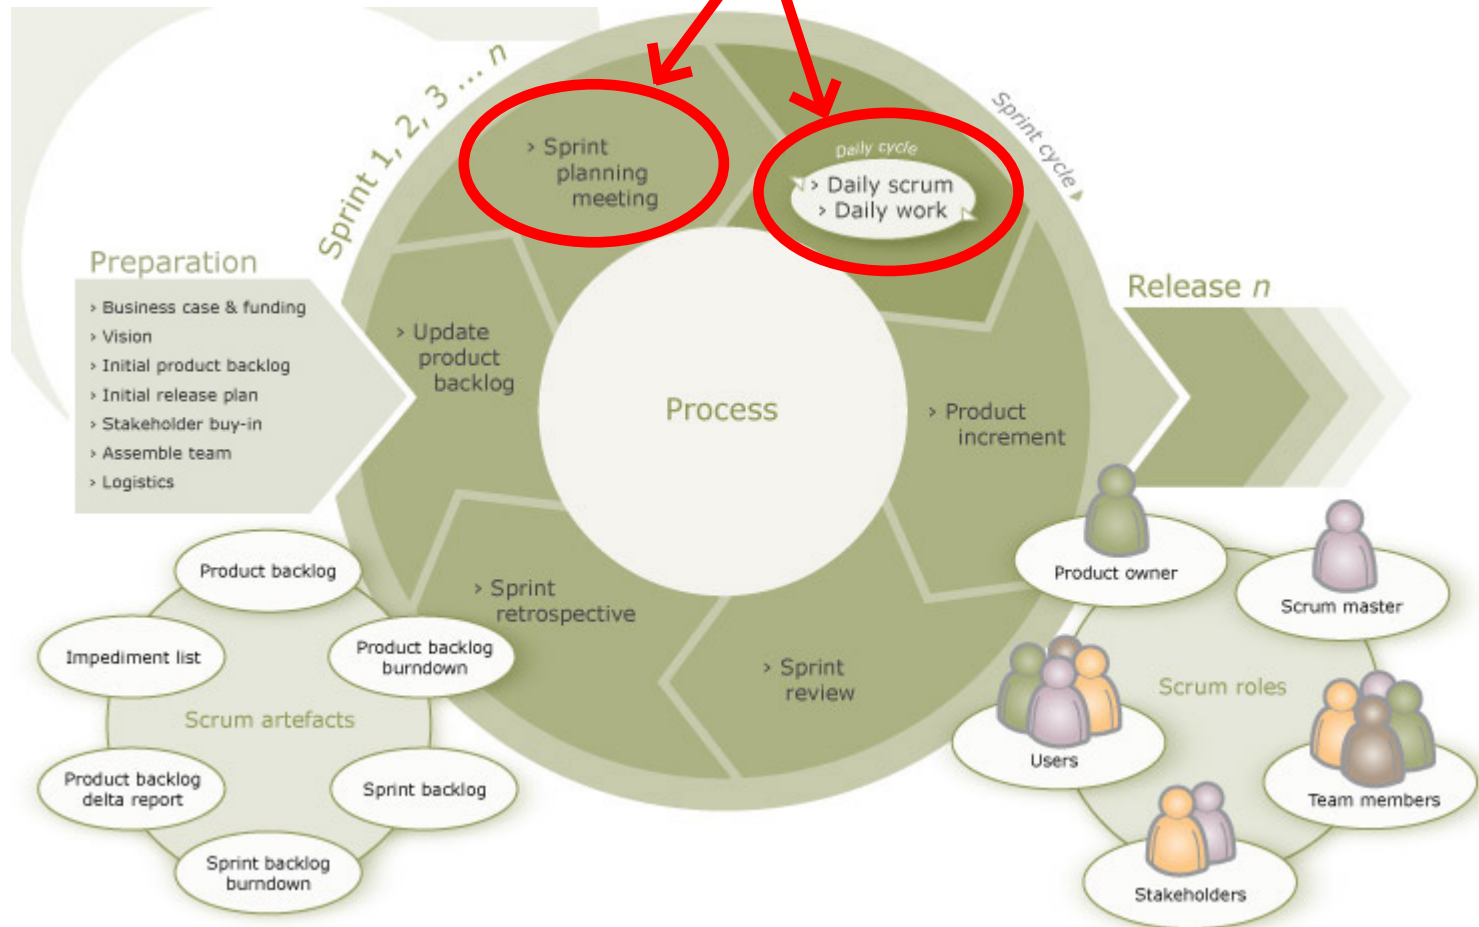 Sprint 1, 2, 3 ... n
› Sprint
planning
meeting
Daily cycle
› Daily scrum
› Daily work
Sprint cycle
Preparation
› Business case & funding
› Vision
› Initial product backlog
› Initial release plan
› Stakeholder buy-in
› Assemble team
› Logistics
› Update
product
backlog
Process
› Product
increment
Release n
› Sprint
retrospective
› Sprint
review
Product backlog
Impediment list
Product backlog
burndown
Scrum artefacts
Product backlog
delta report
Sprint backlog
Sprint backlog
burndown
Product owner
Scrum master
Scrum roles
Users
Team members
Stakeholders